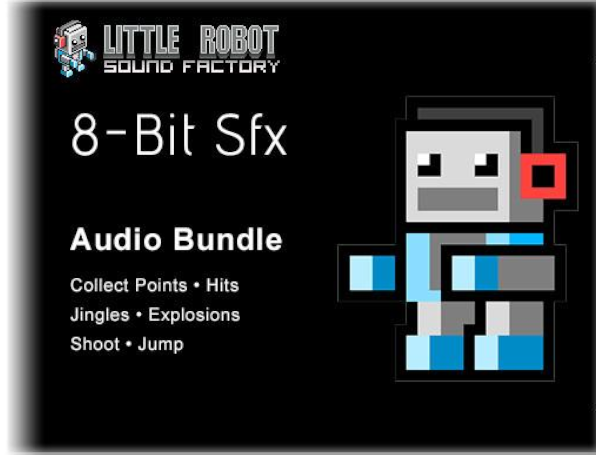 LITTLE ROBOT
SOUND FACTORY
8-Bit Sfx
Audio Bundle
Collect Points • Hits
Jingles • Explosions
Shoot • Jump